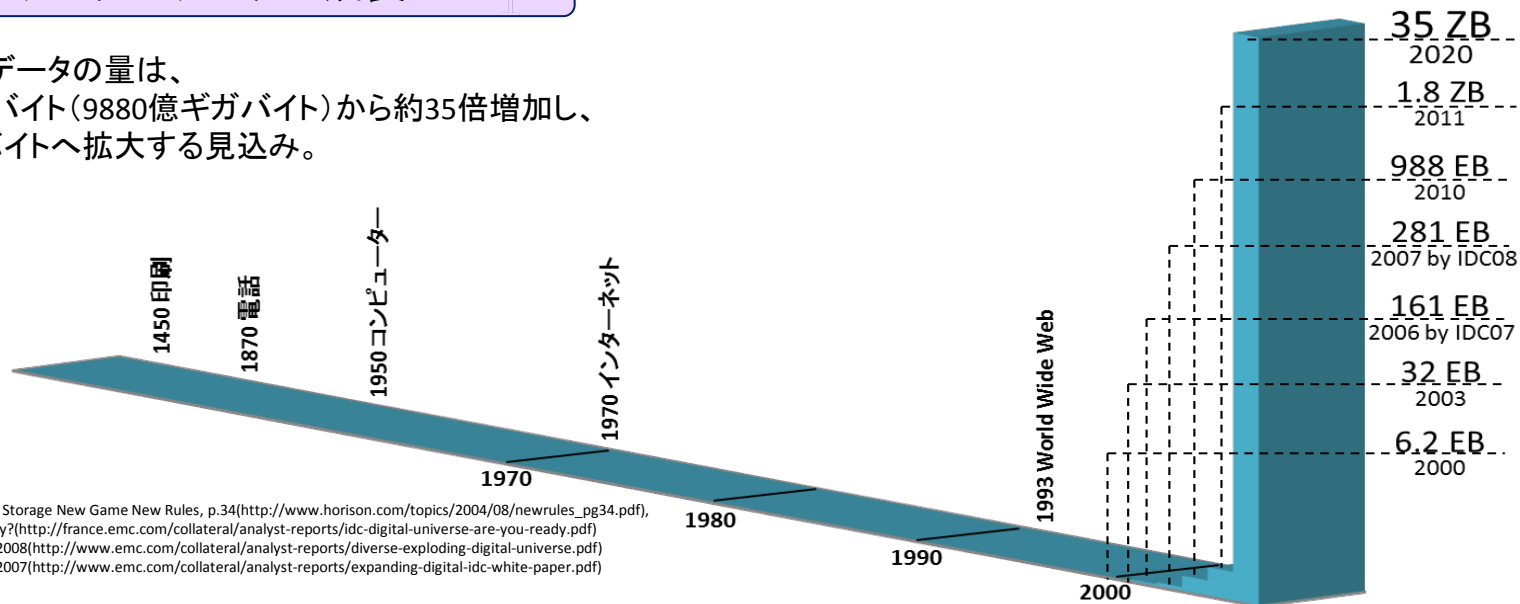 データの量は、
バイト（9880億ギガバイト）から約35倍増加し、
バイトへ拡大する見込み。
35 ZB
2020
1.8 ZB
2011
988 EB
2010
281 EB
2007 by IDC08
161 EB
2006 by IDC07
32 EB
2003
6.2 EB
2000
1450 印刷
1870 電話
1950 コンピューター
1970 インターネット
1993 World Wide Web
1970
1980
1990
2000
Storage New Game New Rules, p.34(http://www.horison.com/topics/2004/08/newrules_pg34.pdf),
y?(http://france.emc.com/collateral/analyst-reports/idc-digital-universe-are-you-ready.pdf)
2008(http://www.emc.com/collateral/analyst-reports/diverse-exploding-digital-universe.pdf)
2007(http://www.emc.com/collateral/analyst-reports/expanding-digital-idc-white-paper.pdf)